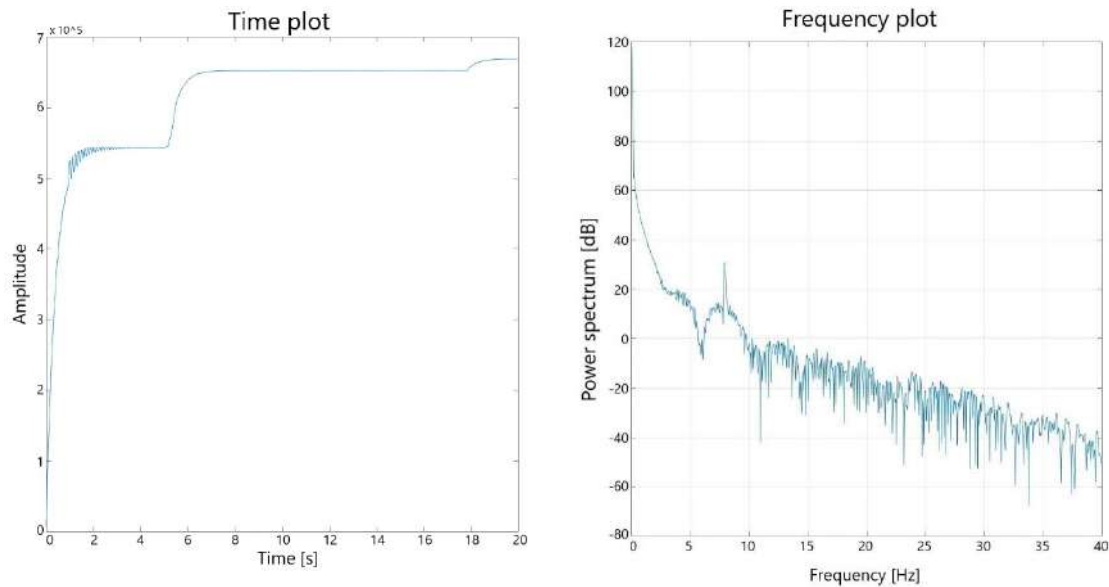 Time plot
x 10^5
7
6
5
4
3
2
1
0
Amplitude
0 2 4 6 8 10 12 14 16 18 20
Time [s]
Frequency plot
120
100
80
60
40
20
0
-20
-40
-60
-80
Power spectrum [dB]
0 5 10 15 20 25 30 35 40
Frequency [Hz]